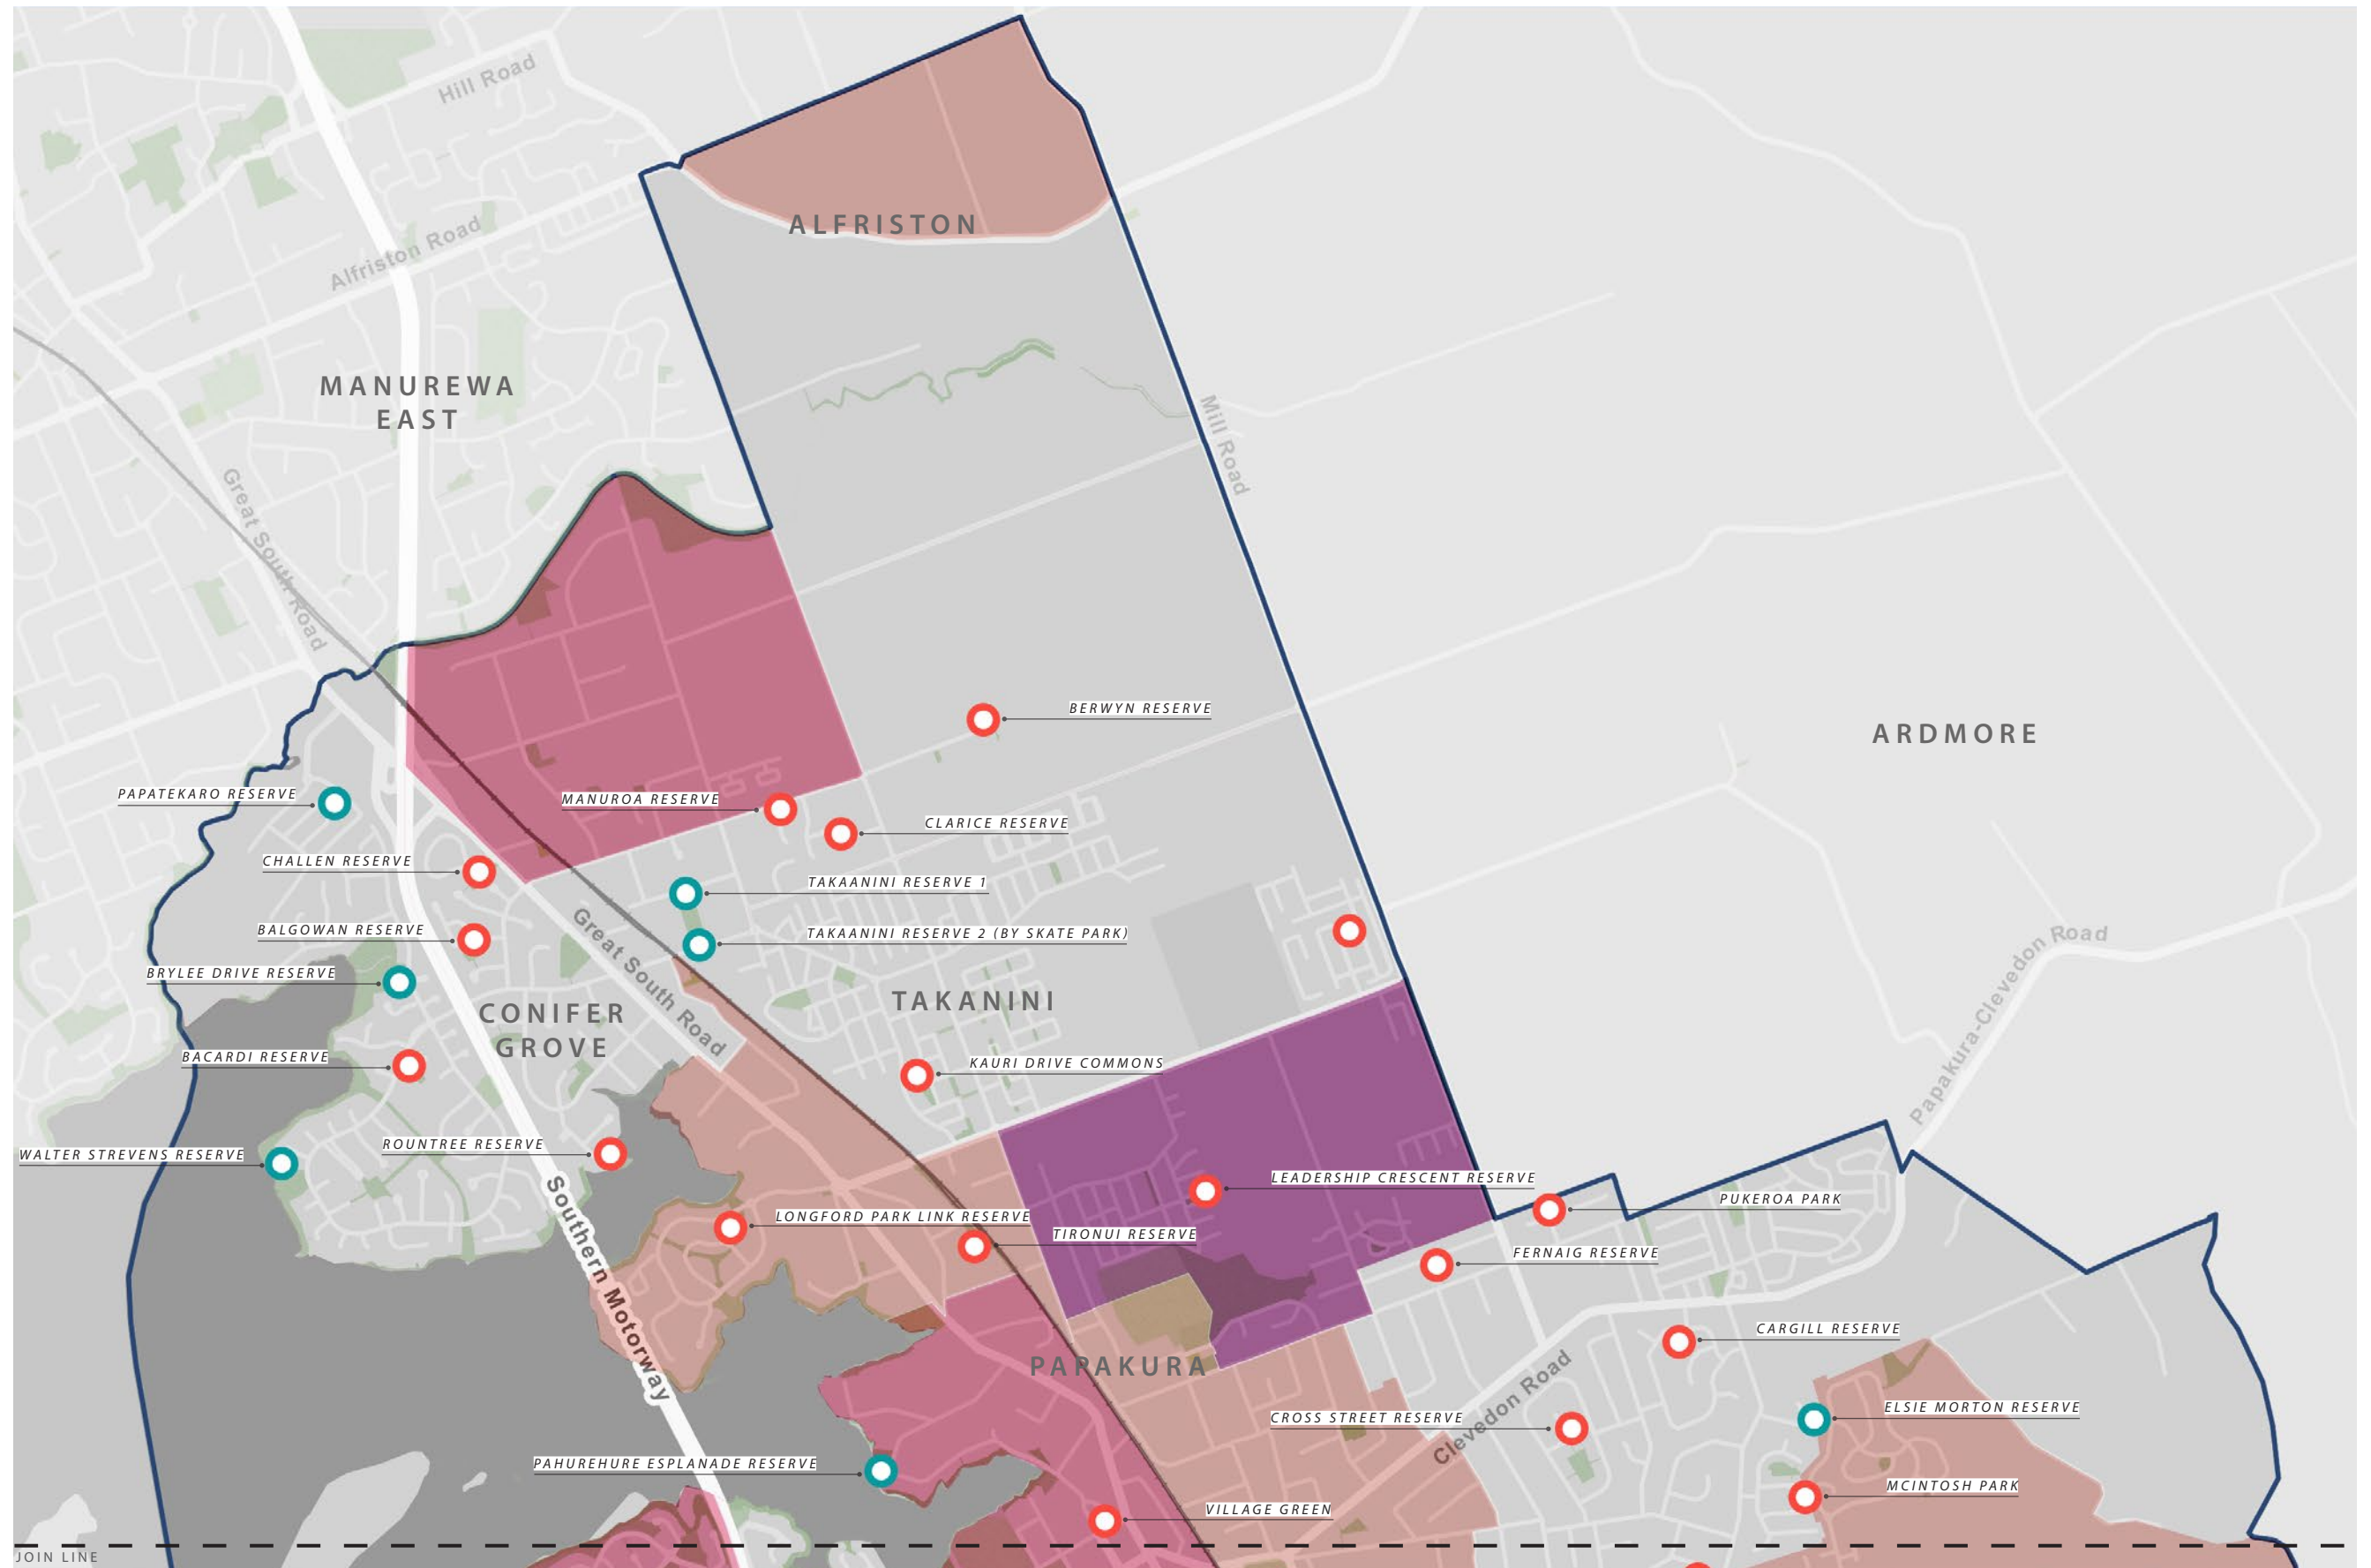 Hill Road
ALFRISTON
Alfriston Road
MANUREWA
EAST
Mill Road
Great South Road
BERWYN RESERVE
ARDMORE
PAPATEKARO RESERVE
MANUROA RESERVE
CLARICE RESERVE
CHALLEN RESERVE
TAKAANINI RESERVE 1
BALGOWAN RESERVE
TAKAANINI RESERVE 2 (BY SKATE PARK)
Great South Road
BRYLEE DRIVE RESERVE
CONIFER
GROVE
TAKANINI
Papakura-Clevedon Road
BACARDI RESERVE
KAURI DRIVE COMMONS
ROUNTREE RESERVE
WALTER STREVENS RESERVE
LEADERSHIP CRESCENT RESERVE
PUKEROA PARK
LONGFORD PARK LINK RESERVE
TIRONUI RESERVE
FERNAIG RESERVE
Southern Motorway
CARGILL RESERVE
PAPAKURA
CROSS STREET RESERVE
Clevedon Road
ELSIE MORTON RESERVE
PAHUREHURE ESPLANADE RESERVE
MCINTOSH PARK
VILLAGE GREEN
JOIN LINE